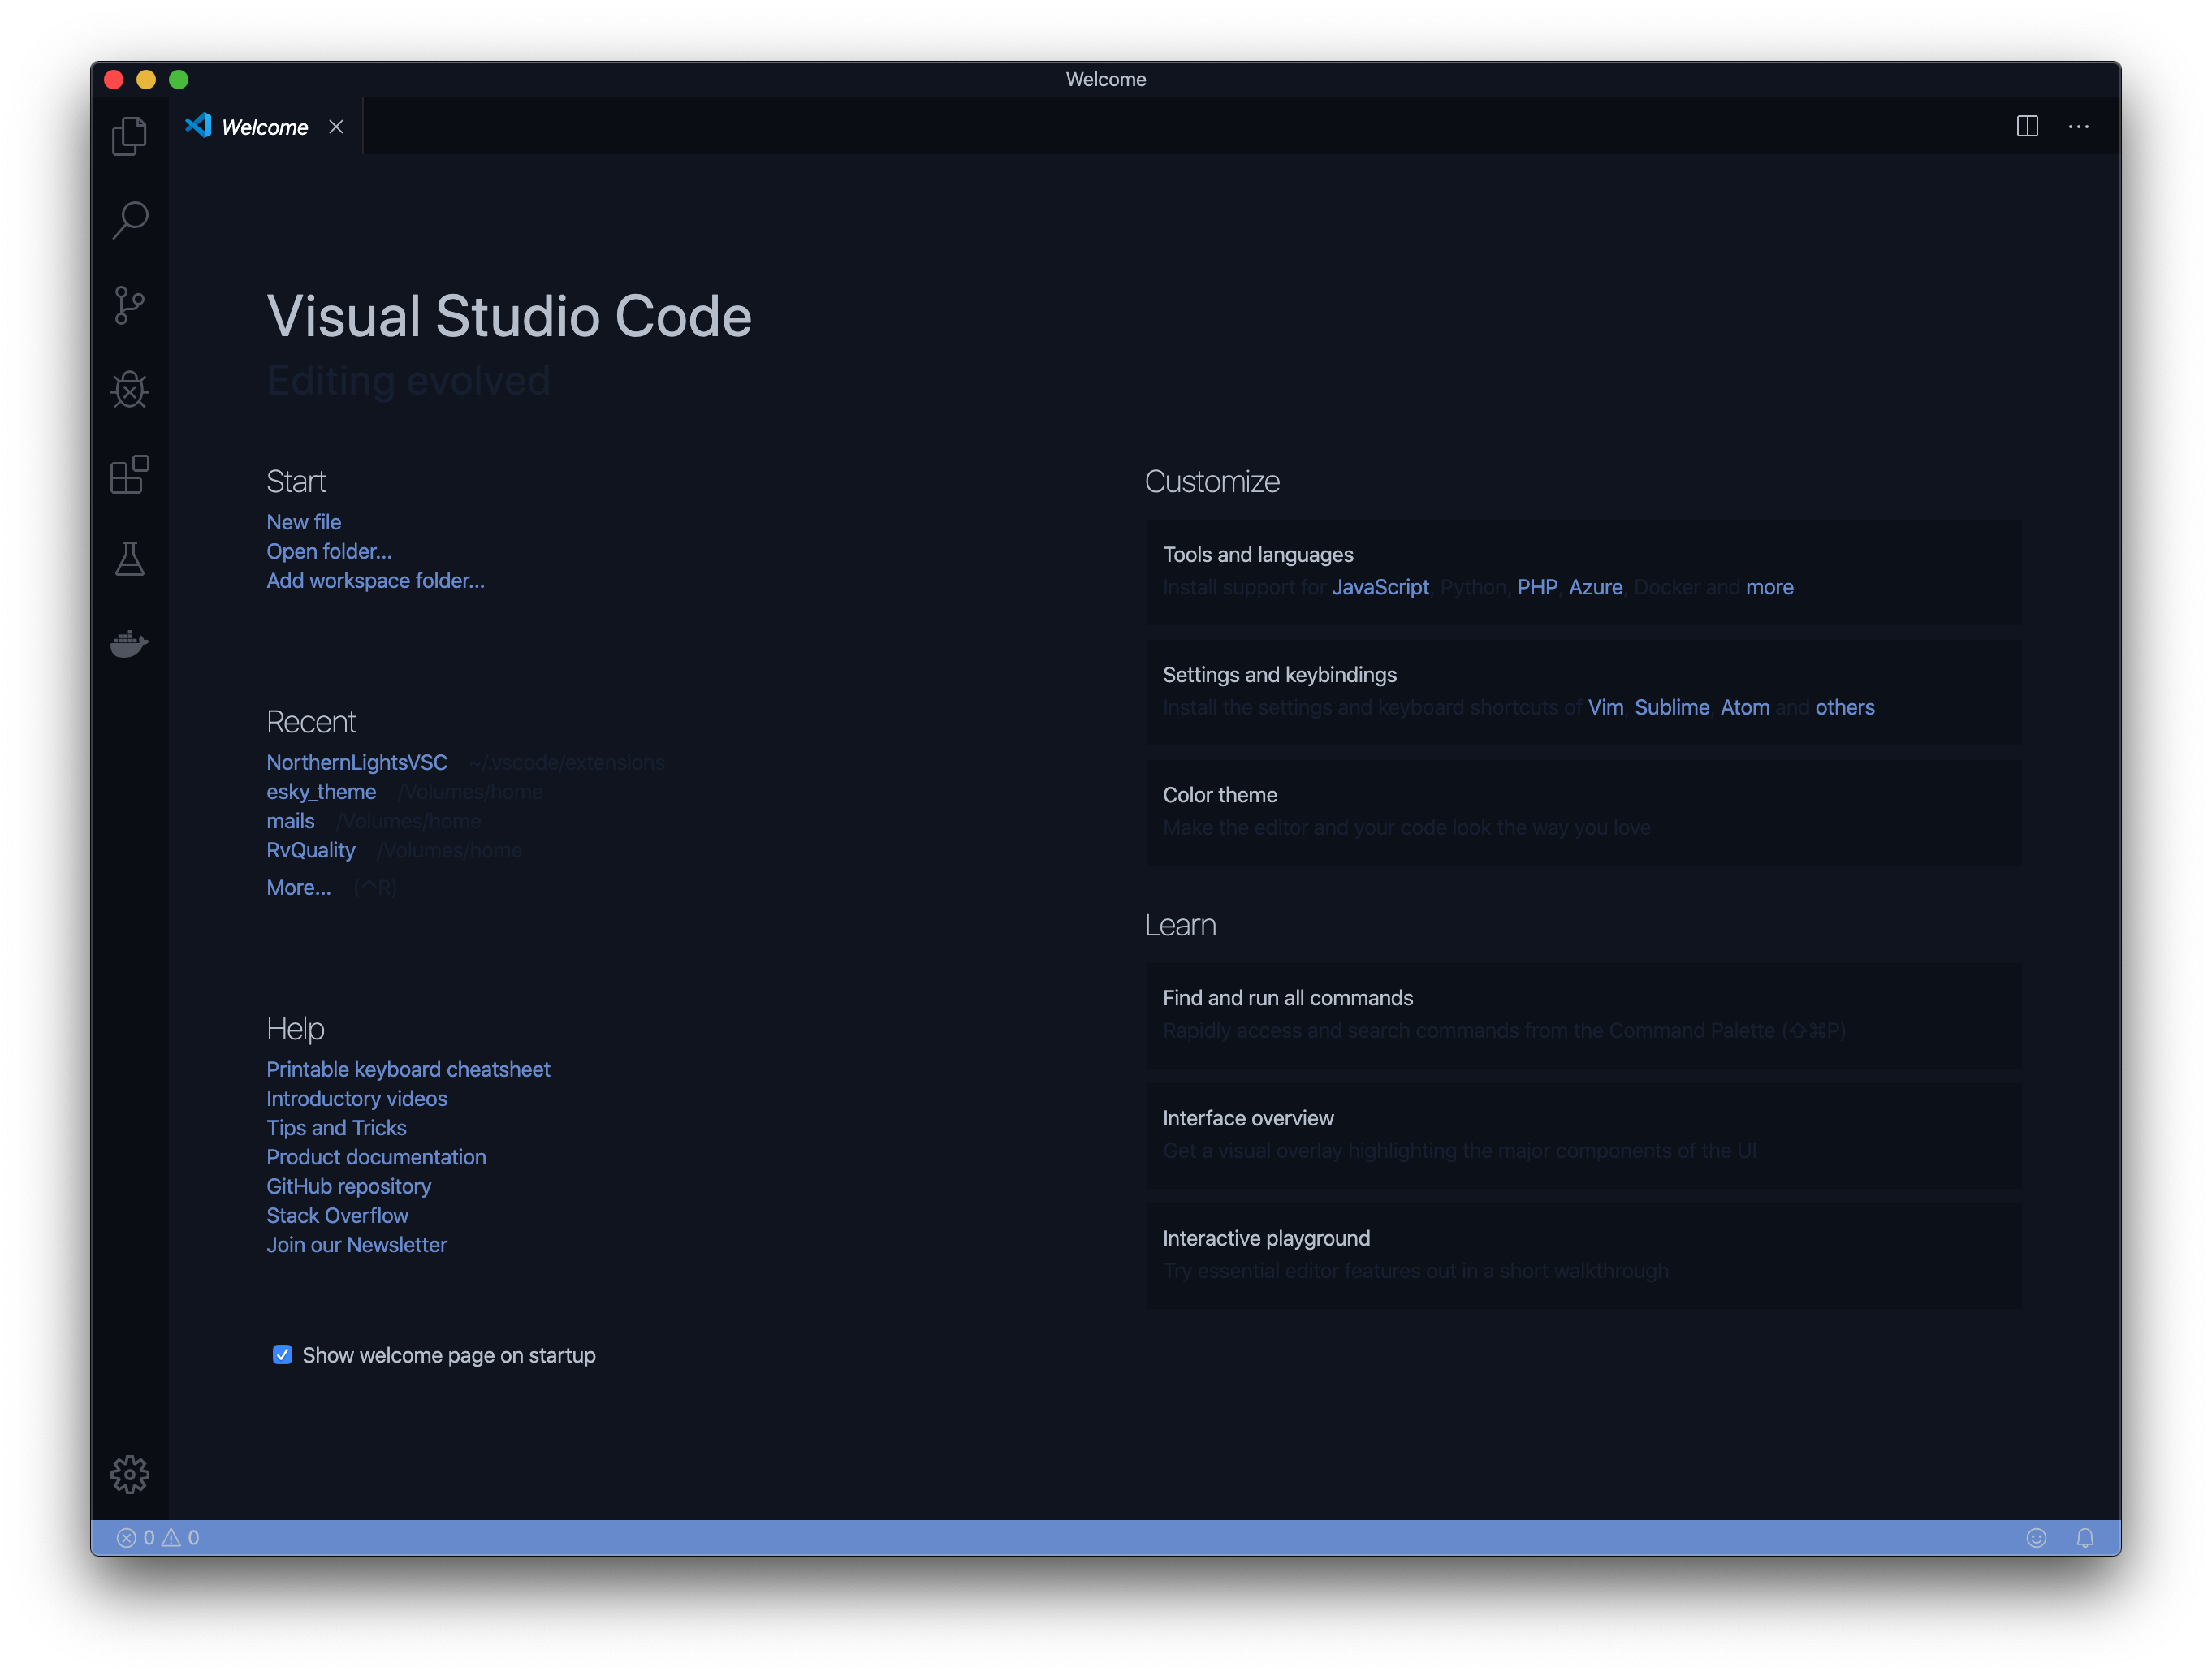 Welcome
Welcome
Visual Studio Code
Editing evolved
Start
New file
Open folder...
Add workspace folder...
Recent
NorthernLightsVSC ~/.vscode/extensions
esky_theme /Volumes/home
mails /Volumes/home
RvQuality /Volumes/home
More... (^R)
Help
Printable keyboard cheatsheet
Introductory videos
Tips and Tricks
Product documentation
GitHub repository
Stack Overflow
Join our Newsletter
Show welcome page on startup
Customize
Tools and languages
Install support for JavaScript, Python, PHP, Azure, Docker and more
Settings and keybindings
Install the settings and keyboard shortcuts of Vim, Sublime, Atom and others
Color theme
Make the editor and your code look the way you love
Learn
Find and run all commands
Rapidly access and search commands from the Command Palette (⇧⌘P)
Interface overview
Get a visual overlay highlighting the major components of the UI
Interactive playground
Try essential editor features out in a short walkthrough
0 0